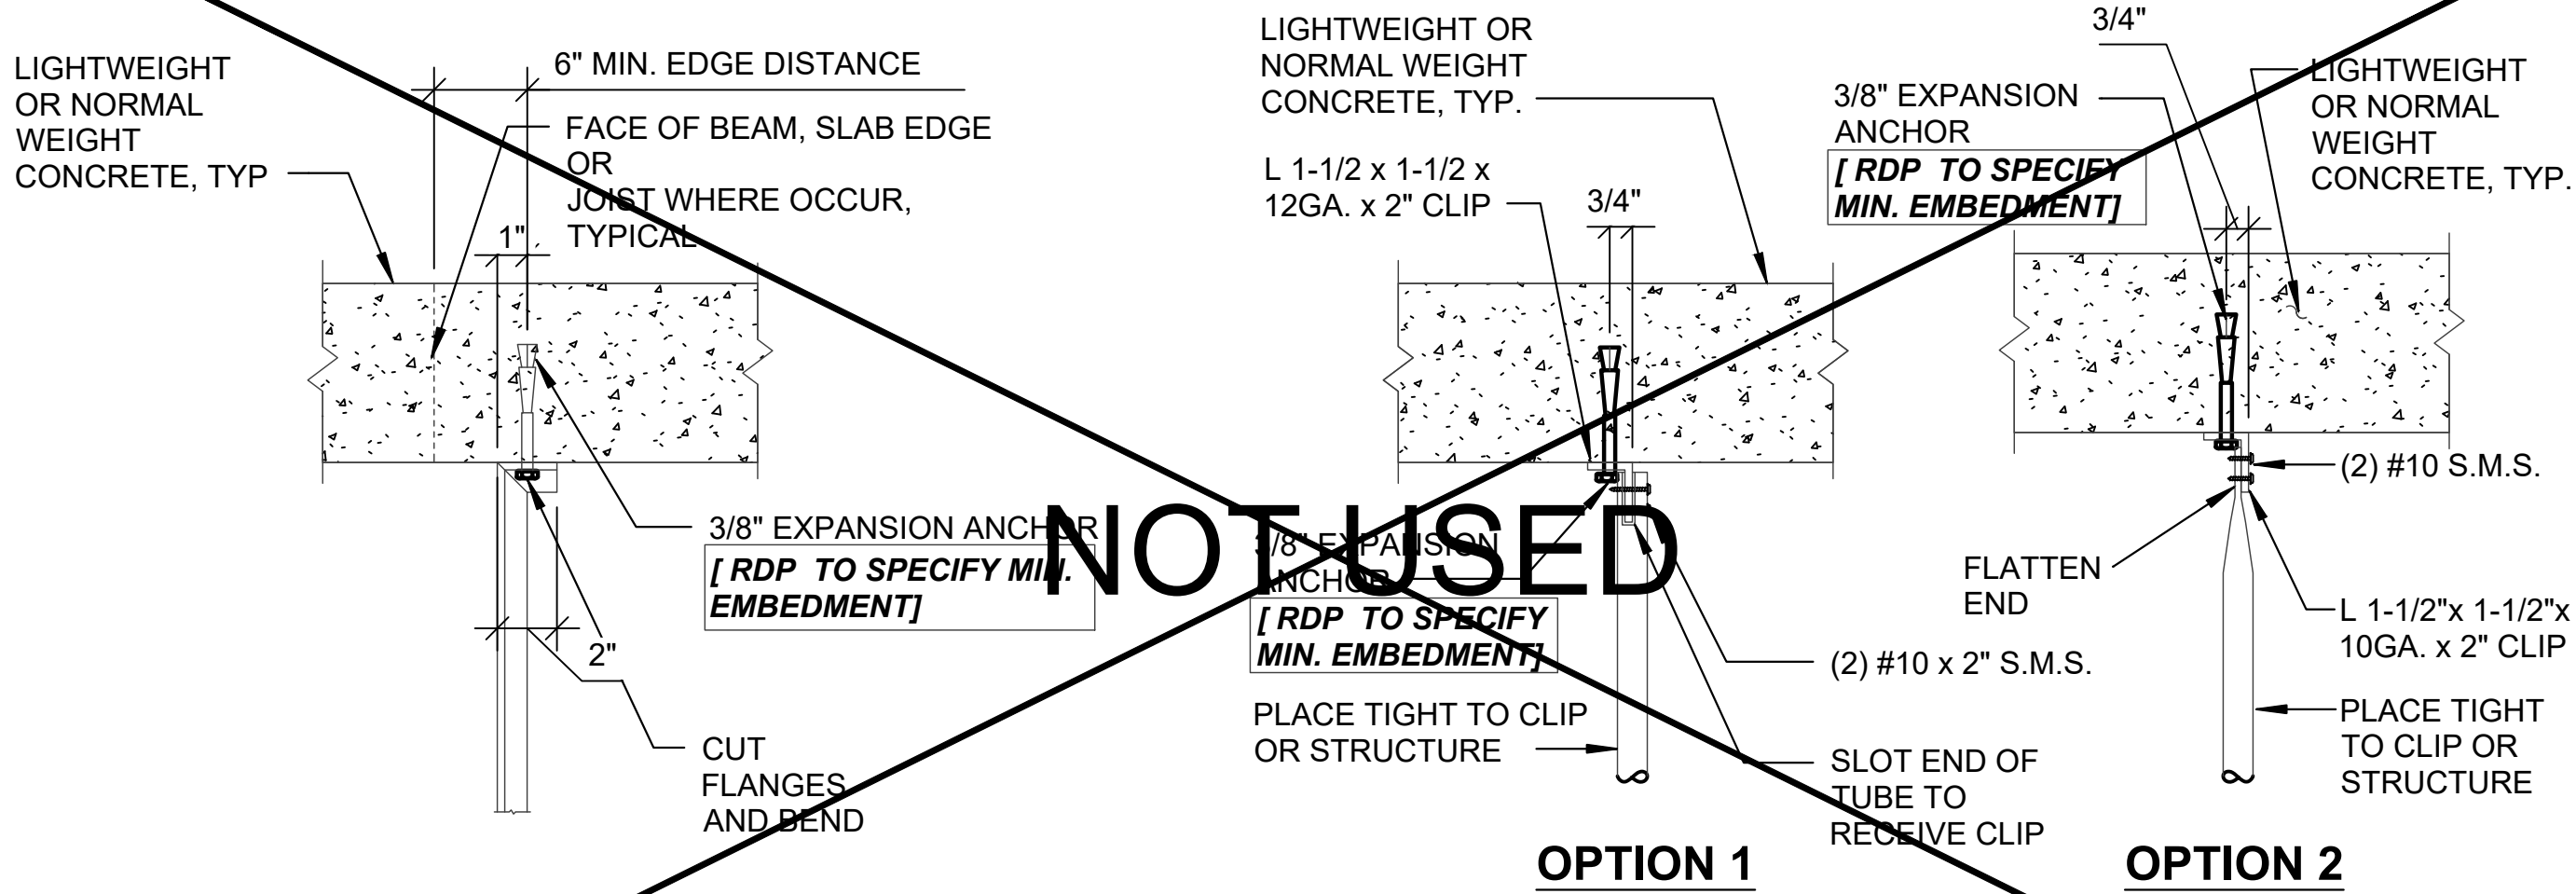 LIGHTWEIGHT
OR NORMAL
WEIGHT
CONCRETE, TYP
6" MIN. EDGE DISTANCE
FACE OF BEAM, SLAB EDGE
OR
JOIST WHERE OCCUR,
TYPICAL
1"
3/8" EXPANSION ANCHOR
[ RDP TO SPECIFY MIN.
EMBEDMENT]
2"
CUT
FLANGES
AND BEND
NOT USED
LIGHTWEIGHT OR
NORMAL WEIGHT
CONCRETE, TYP.
L 1-1/2 x 1-1/2 x
12GA. x 2" CLIP
3/4"
3/8" EXPANSION
ANCHOR
[ RDP TO SPECIFY
MIN. EMBEDMENT]
PLACE TIGHT TO CLIP
OR STRUCTURE
(2) #10 x 2" S.M.S.
SLOT END OF
TUBE TO
RECEIVE CLIP
OPTION 1
3/4"
3/8" EXPANSION
ANCHOR
[ RDP TO SPECIFY
MIN. EMBEDMENT]
LIGHTWEIGHT
OR NORMAL
WEIGHT
CONCRETE, TYP.
(2) #10 S.M.S.
FLATTEN
END
L 1-1/2"x 1-1/2"x
10GA. x 2" CLIP
PLACE TIGHT
TO CLIP OR
STRUCTURE
OPTION 2